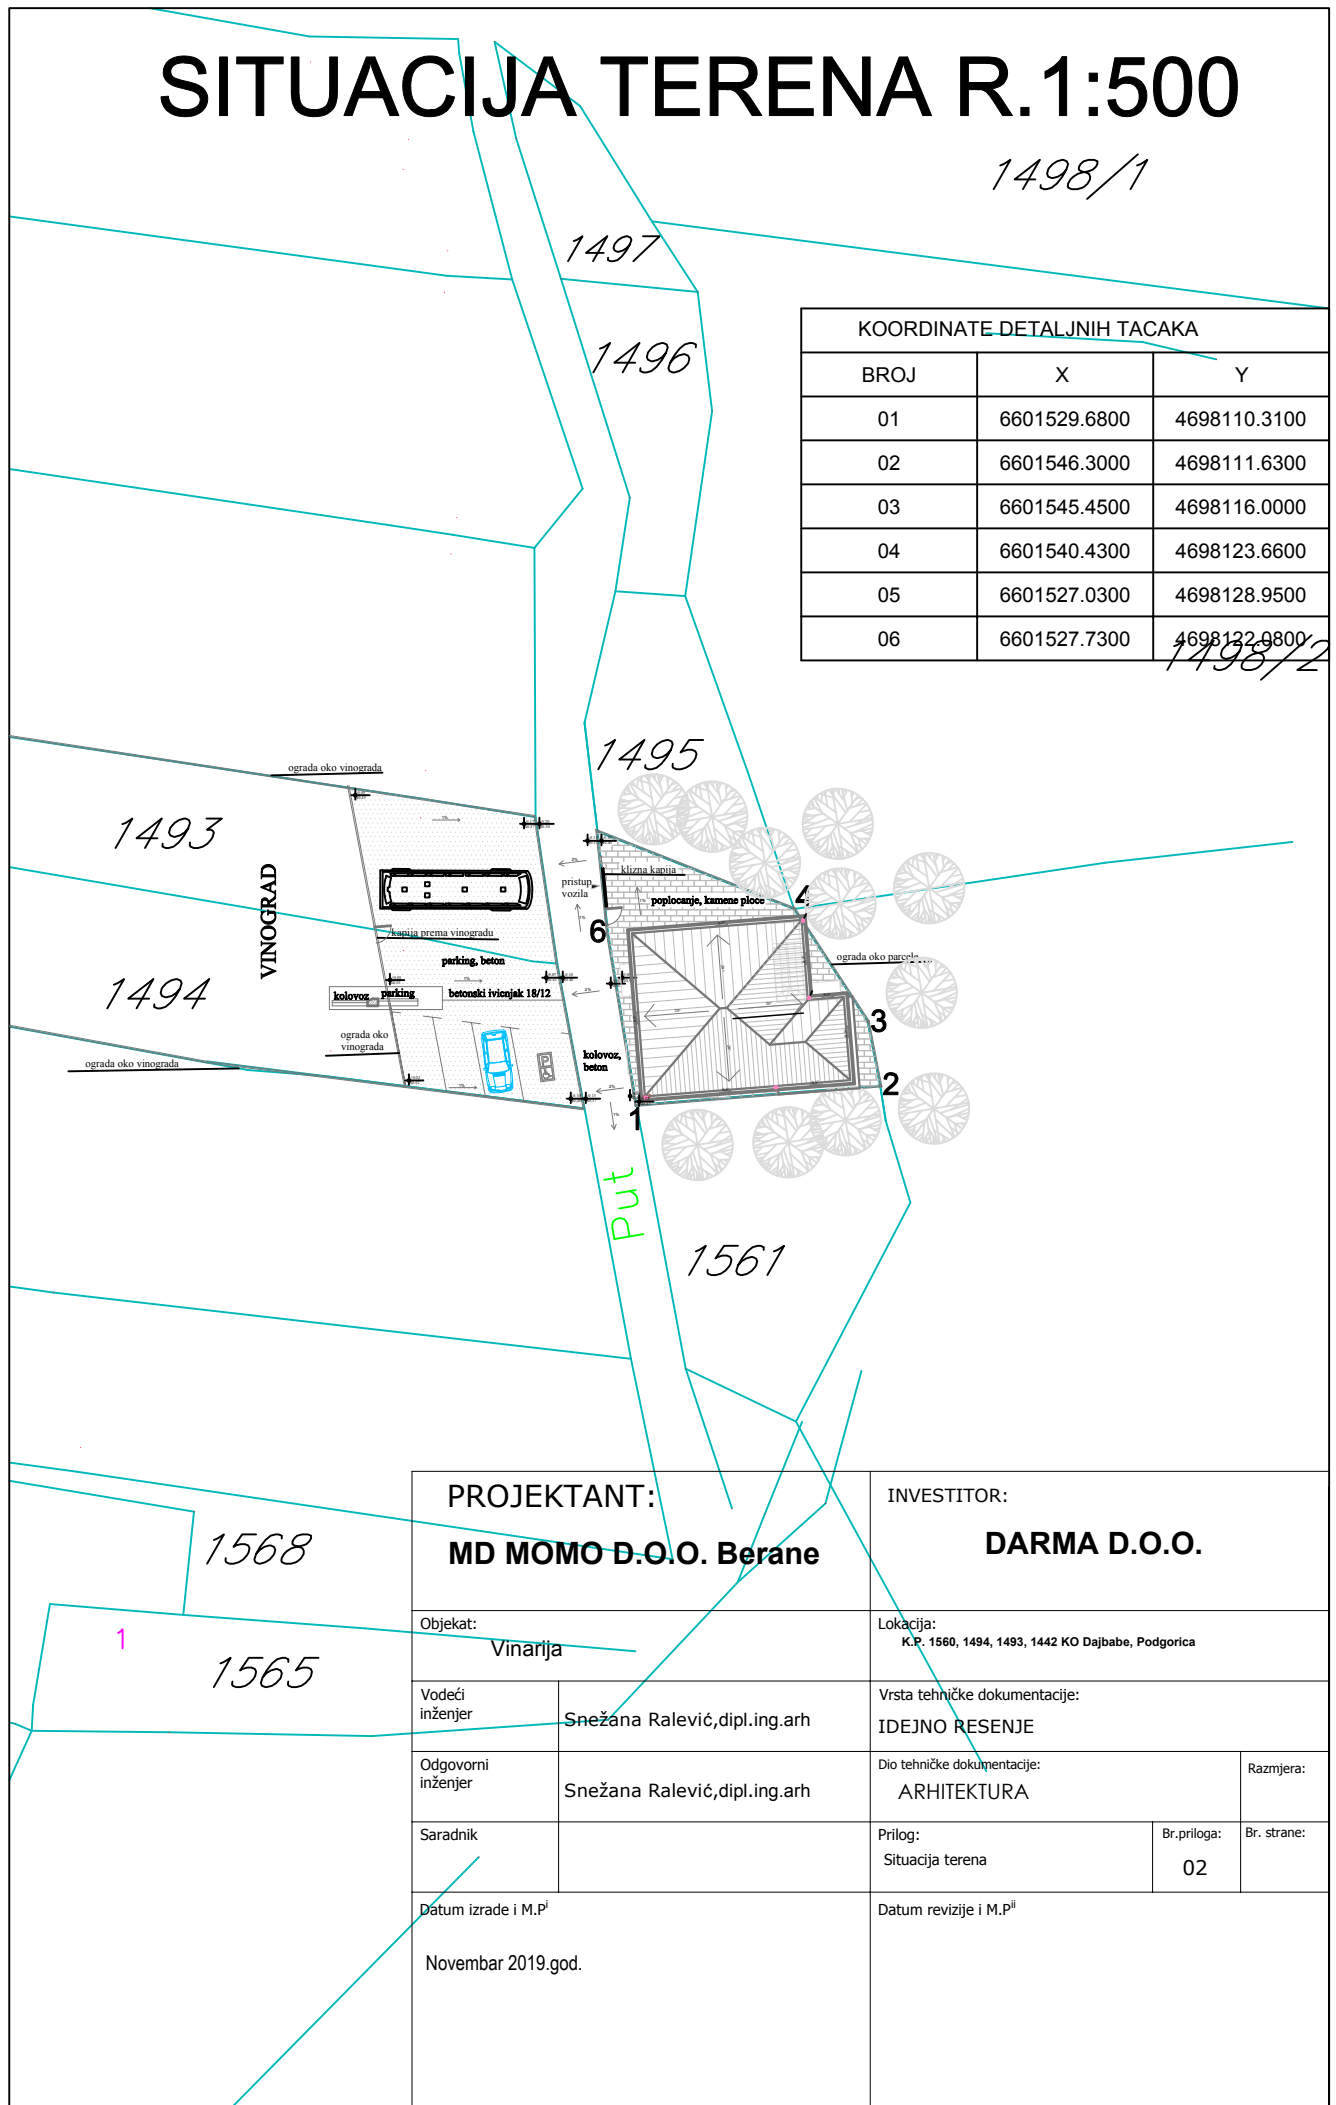 SITUACIJA TERENA R.1:500
1498/1
1497
1496
KOORDINATE DETALJNIH TACAKA
BROJ X Y
01 6601529.6800 4698110.3100
02 6601546.3000 4698111.6300
03 6601545.4500 4698116.0000
04 6601540.4300 4698123.6600
05 6601527.0300 4698128.9500
06 6601527.7300 4698122.0800
1498/2
1495
ograda oko vinograda
1493
VINOGRAD
klizna kapija
pristup
vozila
poplocanje, kamene ploce
4
6
kapija prema vinogradu
parking, beton
ograda oko parcele
1494
kolovoz parking
betonski ivicnjak 18/12
3
ograda oko
vinograda
ograda oko vinograda
kolovoz,
beton
P
2
1
Put
1561
PROJEKTANT:
MD MOMO D.O.O. Berane
INVESTITOR:
DARMA D.O.O.
1568
1
1565
Objekat:
Vinarija
Lokacija:
K.P. 1560, 1494, 1493, 1442 KO Dajbabe, Podgorica
Vodeći
inženjer
Snežana Ralević,dipl.ing.arh
Vrsta tehničke dokumentacije:
IDEJNO RESENJE
Odgovorni
inženjer
Snežana Ralević,dipl.ing.arh
Dio tehničke dokumentacije:
ARHITEKTURA
Razmjera:
Saradnik
Prilog:
Situacija terena
Br.priloga:
02
Br. strane:
Datum izrade i M.Pⁱ
Novembar 2019.god.
Datum revizije i M.Pⁱⁱ